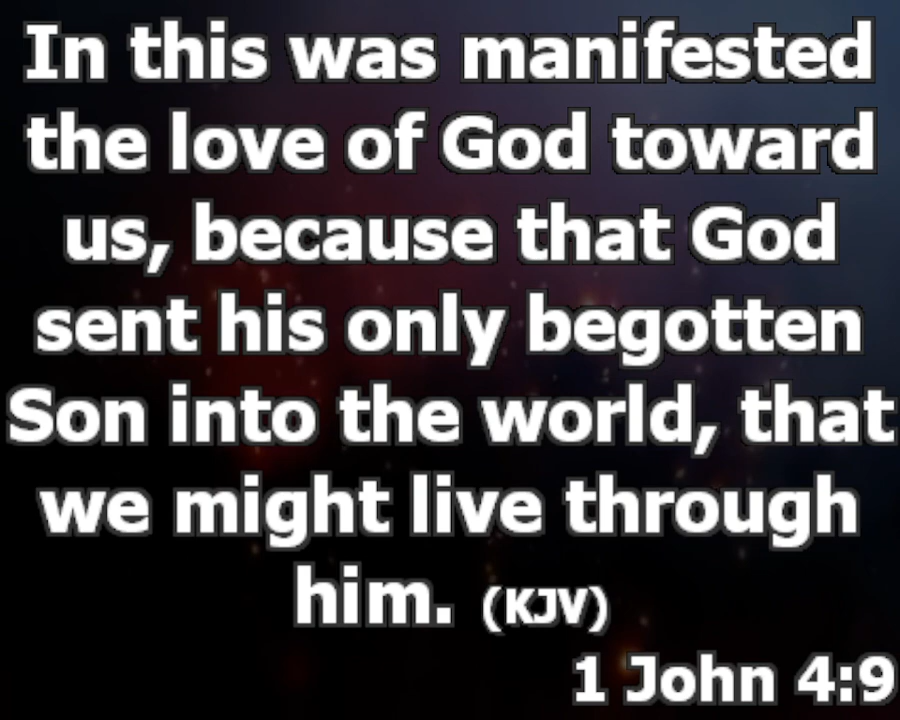 In this was manifested
the love of God toward
us, because that God
sent his only begotten
Son into the world, that
we might live through
him. (KJV)
1 John 4:9